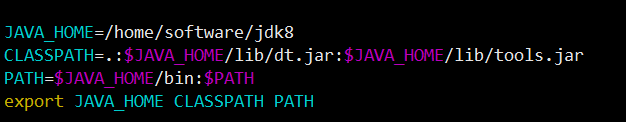 JAVA_HOME=/home/software/jdk8
CLASSPATH=.:$JAVA_HOME/lib/dt.jar:$JAVA_HOME/lib/tools.jar
PATH=$JAVA_HOME/bin:$PATH
export JAVA_HOME CLASSPATH PATH